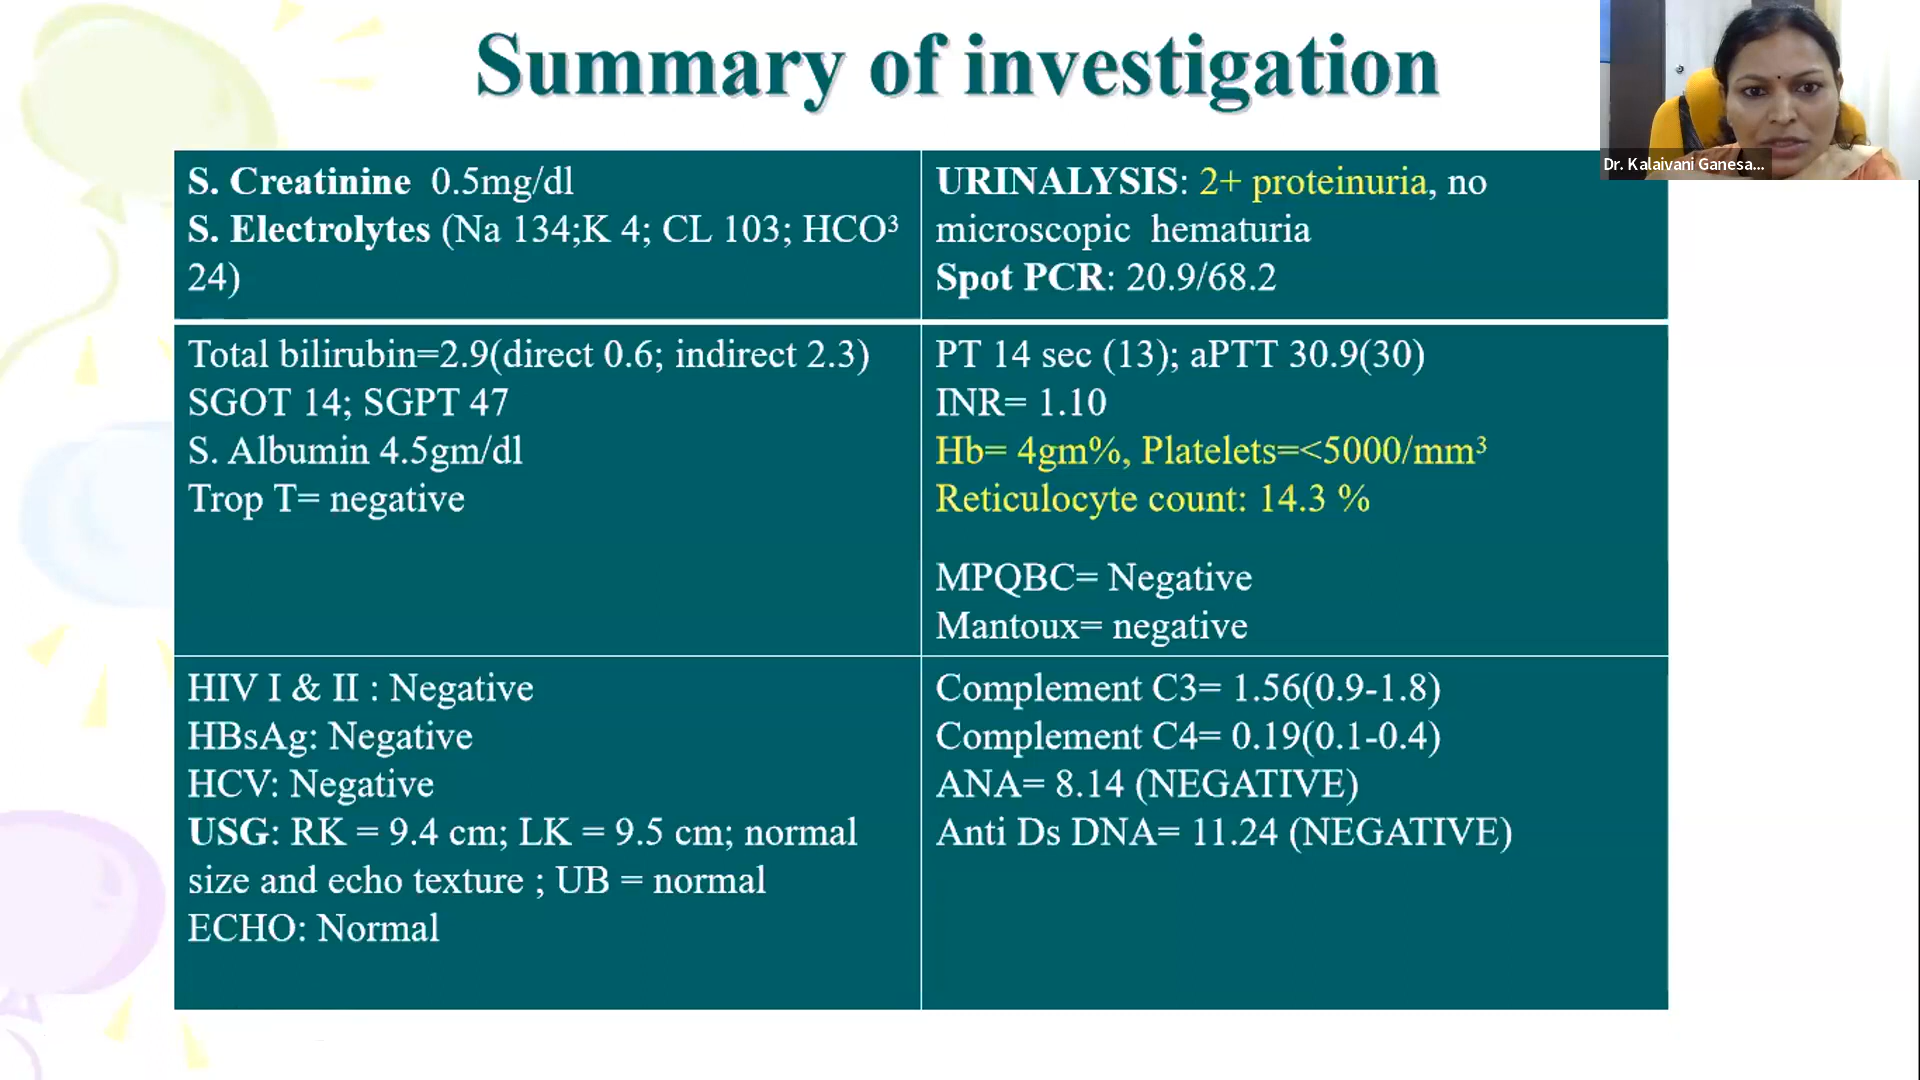 Summary of investigation
Dr. Kalaivani Ganesa...
S. Creatinine 0.5mg/dl
S. Electrolytes (Na 134;K 4; CL 103; HCO³
24)
URINALYSIS: 2+ proteinuria, no
microscopic hematuria
Spot PCR: 20.9/68.2
Total bilirubin=2.9(direct 0.6; indirect 2.3)
SGOT 14; SGPT 47
S. Albumin 4.5gm/dl
Trop T= negative
PT 14 sec (13); aPTT 30.9(30)
INR= 1.10
Hb= 4gm%, Platelets=<5000/mm³
Reticulocyte count: 14.3 %
MPQBC= Negative
Mantoux= negative
HIV I & II : Negative
HBsAg: Negative
HCV: Negative
USG: RK = 9.4 cm; LK = 9.5 cm; normal
size and echo texture ; UB = normal
ECHO: Normal
Complement C3= 1.56(0.9-1.8)
Complement C4= 0.19(0.1-0.4)
ANA= 8.14 (NEGATIVE)
Anti Ds DNA= 11.24 (NEGATIVE)